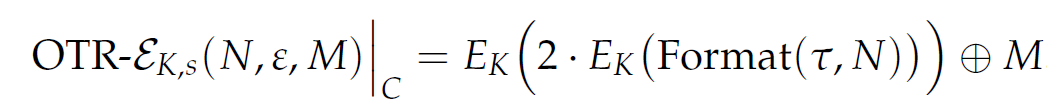 OTR-ℰ_{K,s}(N, ε, M)|_C = E_K(2 · E_K(Format(τ, N))) ⊕ M